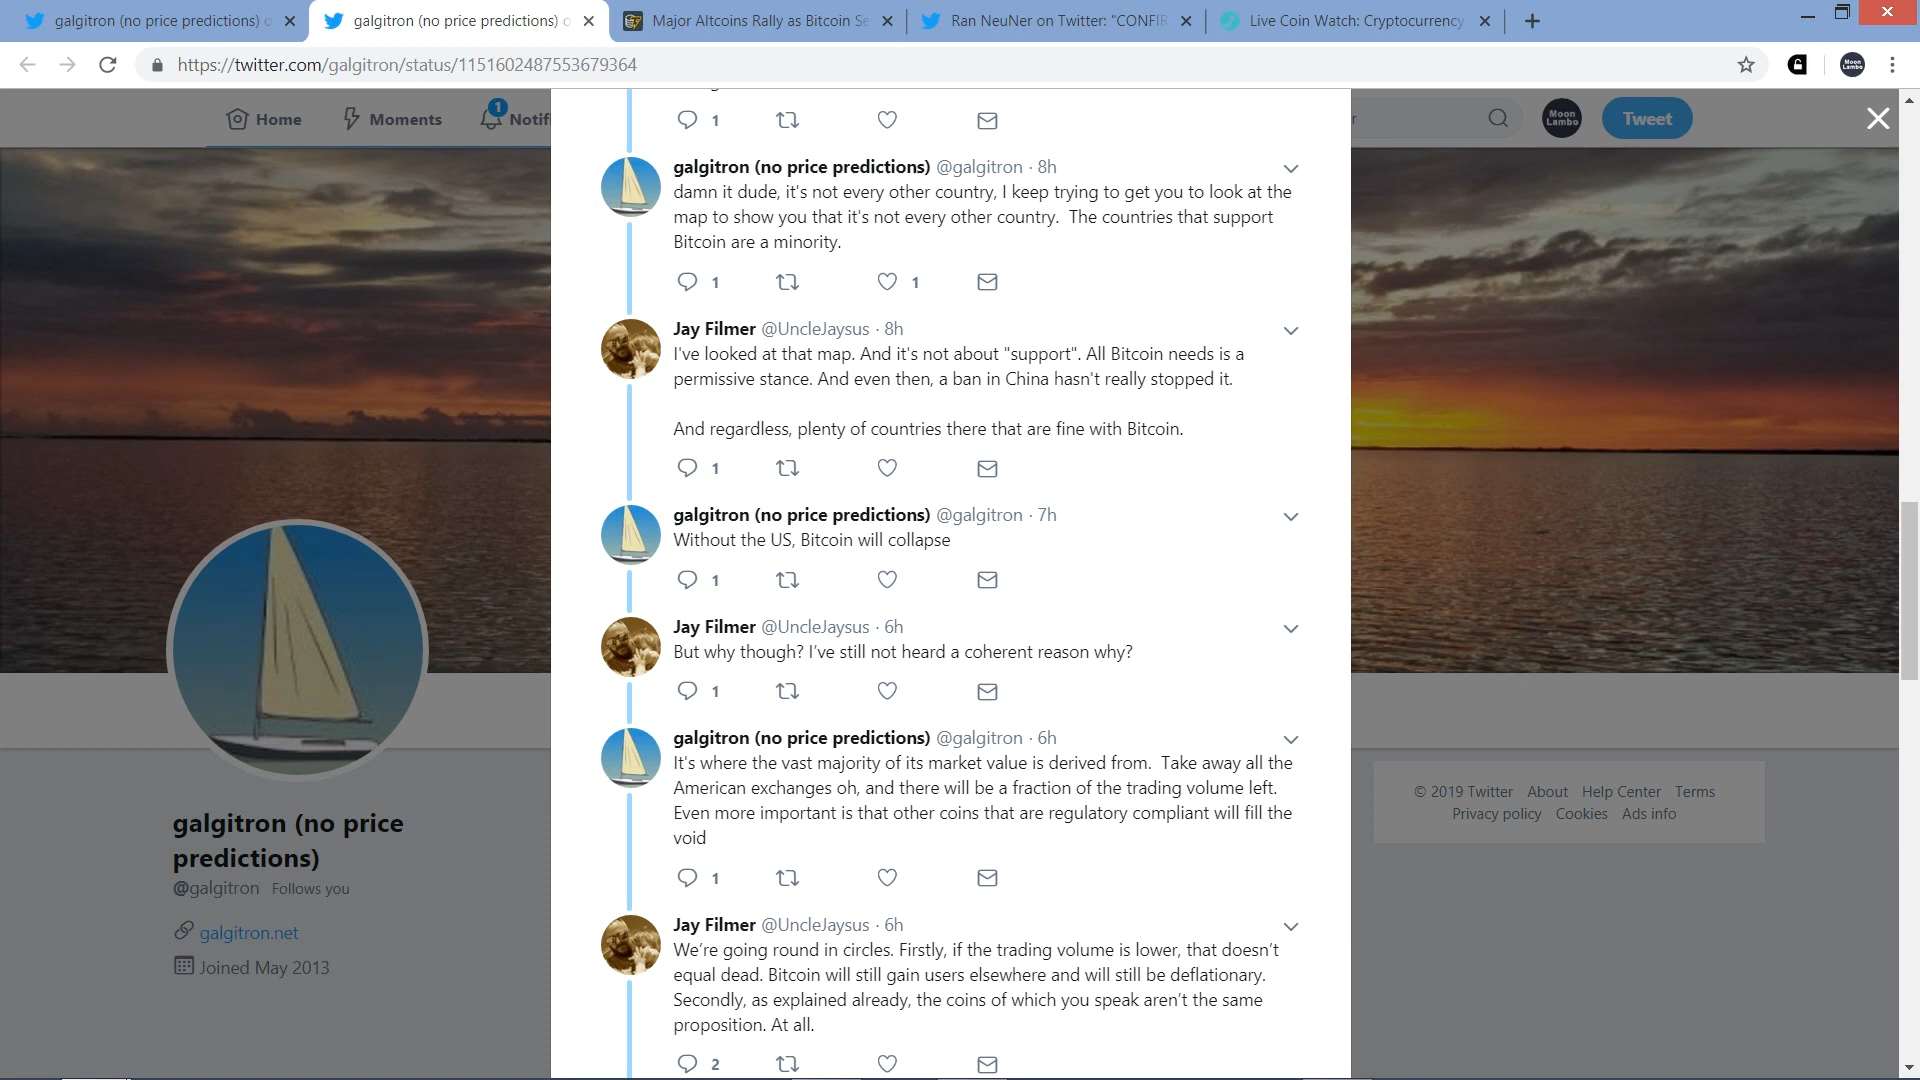 galgitron (no price predictions) o
galgitron (no price predictions) o
Major Altcoins Rally as Bitcoin Se
Ran NeuNer on Twitter: "CONFIR
Live Coin Watch: Cryptocurrency
https://twitter.com/galgitron/status/1151602487553679364
Moon Lambo
Home
Moments
1
Notif
r
Moon
Lambo
Tweet
1
galgitron (no price predictions) @galgitron · 8h
damn it dude, it's not every other country, I keep trying to get you to look at the
map to show you that it's not every other country. The countries that support
Bitcoin are a minority.
1 1
Jay Filmer @UncleJaysus · 8h
I've looked at that map. And it's not about "support". All Bitcoin needs is a
permissive stance. And even then, a ban in China hasn't really stopped it.
And regardless, plenty of countries there that are fine with Bitcoin.
1
galgitron (no price predictions) @galgitron · 7h
Without the US, Bitcoin will collapse
1
Jay Filmer @UncleJaysus · 6h
But why though? I’ve still not heard a coherent reason why?
1
galgitron (no price predictions) @galgitron · 6h
It's where the vast majority of its market value is derived from. Take away all the
American exchanges oh, and there will be a fraction of the trading volume left.
Even more important is that other coins that are regulatory compliant will fill the
void
1
Jay Filmer @UncleJaysus · 6h
We’re going round in circles. Firstly, if the trading volume is lower, that doesn’t
equal dead. Bitcoin will still gain users elsewhere and will still be deflationary.
Secondly, as explained already, the coins of which you speak aren’t the same
proposition. At all.
2
galgitron (no price
predictions)
@galgitron Follows you
galgitron.net
Joined May 2013
© 2019 Twitter About Help Center Terms
Privacy policy Cookies Ads info